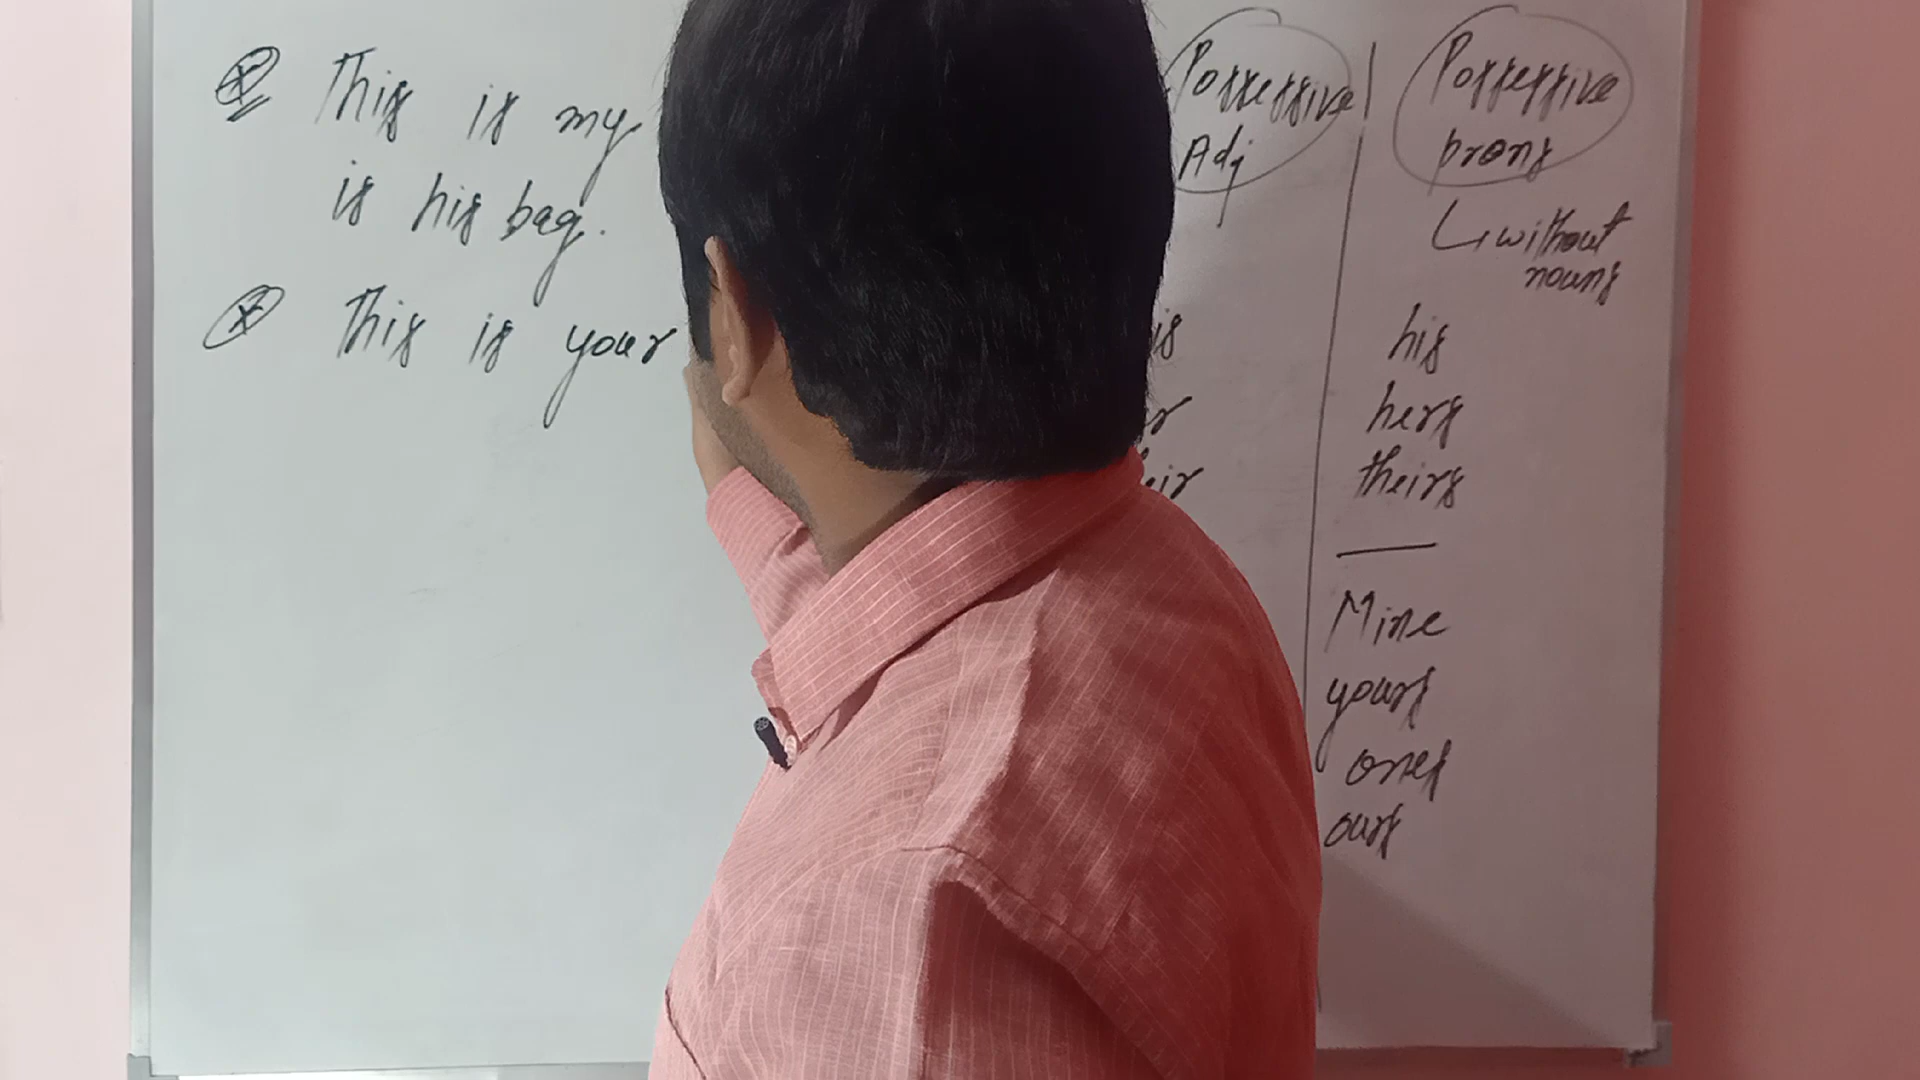 This is my
is his bag.
This is your
Possessive
Adj
Possessive
prons
without
nouns
his
hers
theirs
Mine
yours
ones
ours